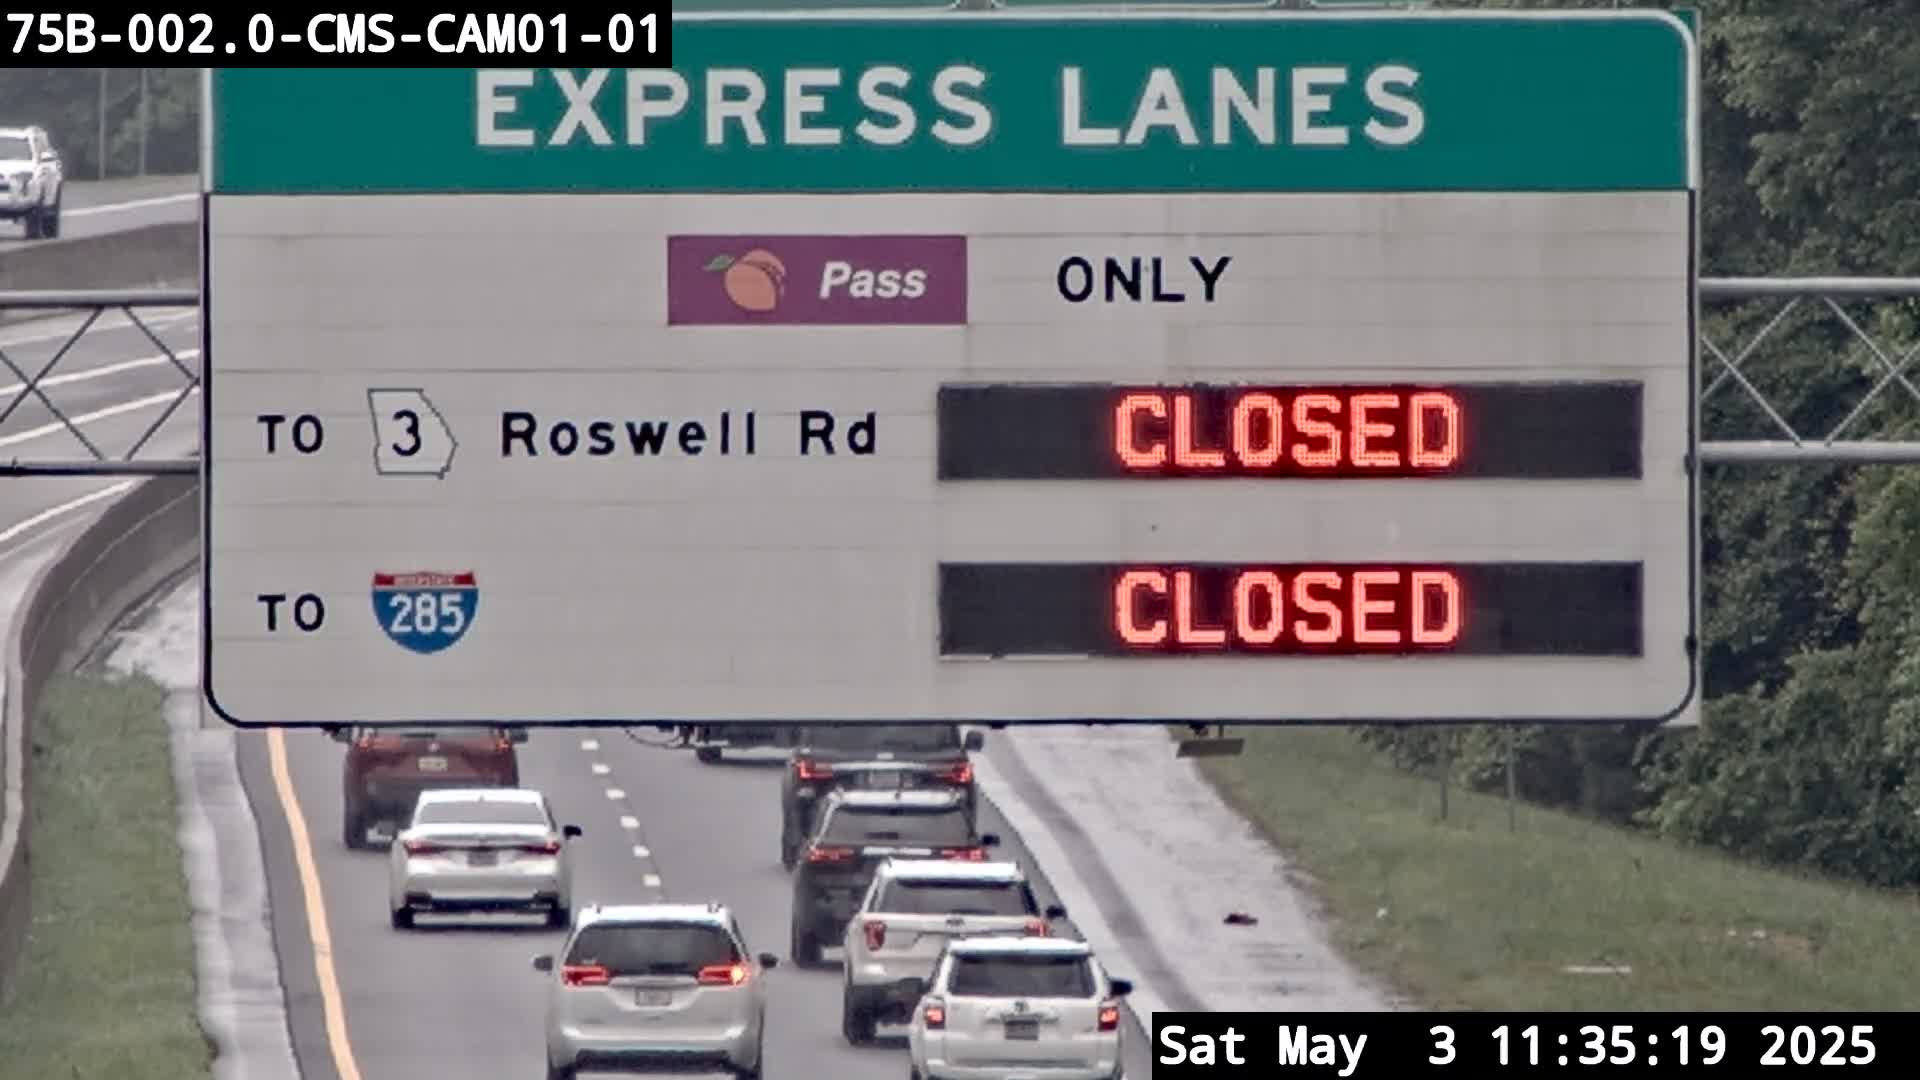 75B-002.0-CMS-CAM01-01
EXPRESS LANES
Pass ONLY
TO 3 Roswell Rd CLOSED
INTERSTATE
TO 285 CLOSED
Sat May 3 11:35:19 2025